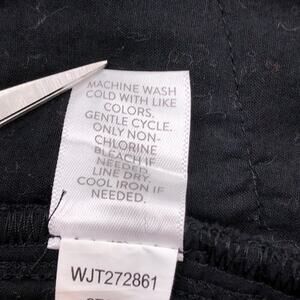 MACHINE WASH
COLD WITH LIKE
COLORS.
GENTLE CYCLE.
ONLY NON-
CHLORINE
BLEACH IF
NEEDED.
LINE DRY.
COOL IRON IF
NEEDED.
WJT272861